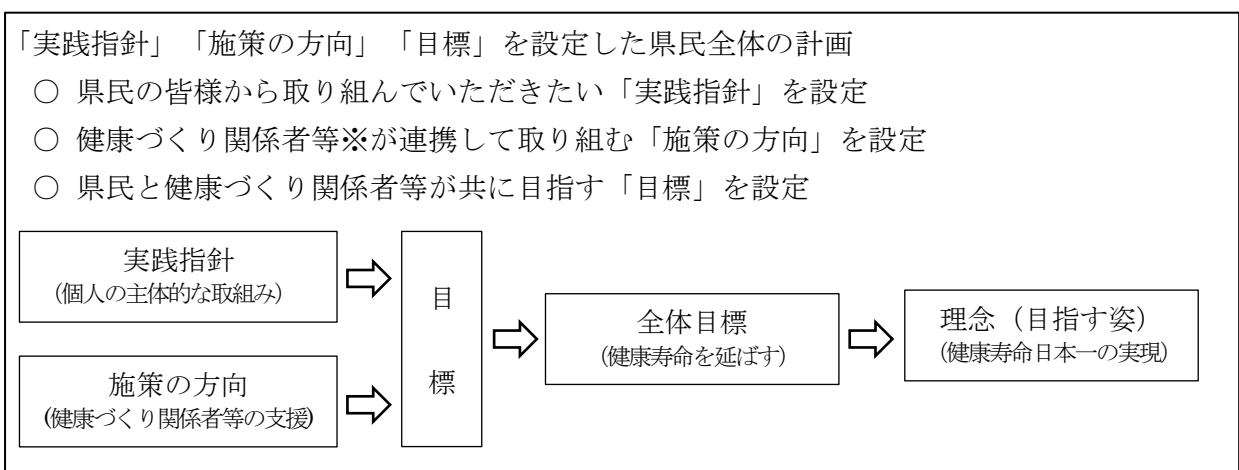 「実践指針」「施策の方向」「目標」を設定した県民全体の計画
○ 県民の皆様から取り組んでいただきたい「実践指針」を設定
○ 健康づくり関係者等※が連携して取り組む「施策の方向」を設定
○ 県民と健康づくり関係者等が共に目指す「目標」を設定
実践指針
(個人の主体的な取組み)
施策の方向
(健康づくり関係者等の支援)
目
標
全体目標
(健康寿命を延ばす)
理念（目指す姿）
(健康寿命日本一の実現)